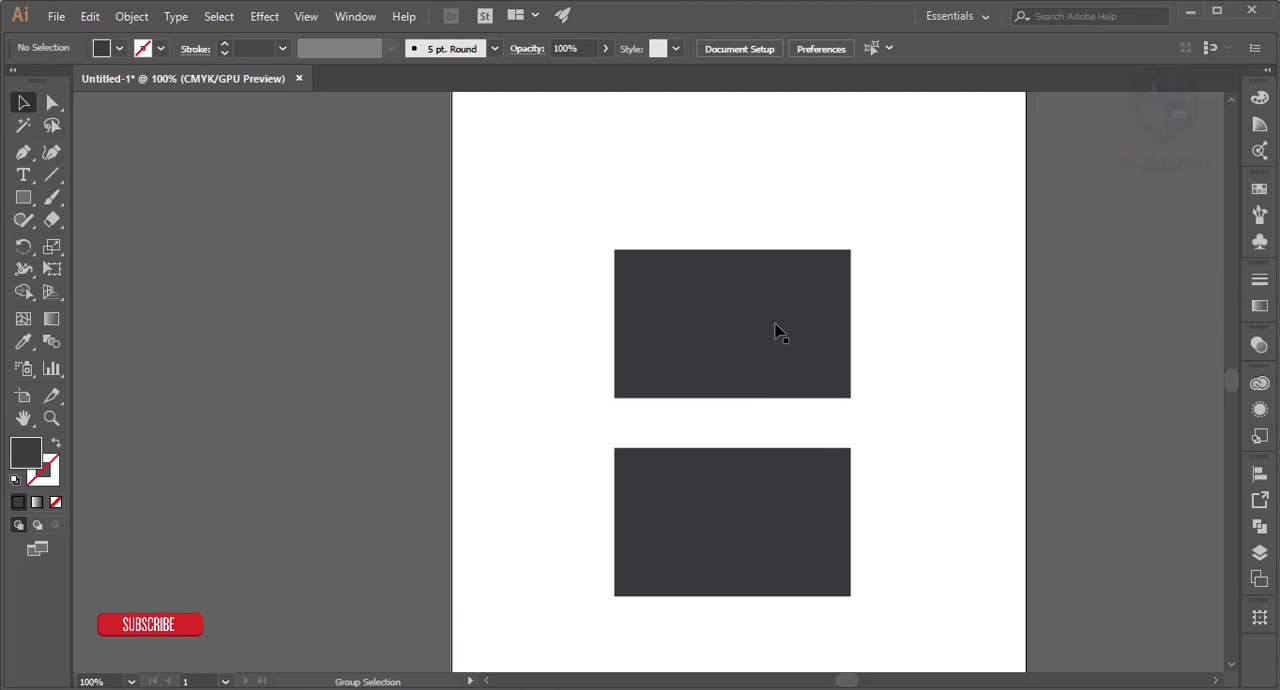 Ai File Edit Object Type Select Effect View Window Help Br St Essentials Search Adobe Help
No Selection Stroke: 5 pt. Round Opacity: 100% Style: Document Setup Preferences
Untitled-1* @ 100% (CMYK/GPU Preview)
T
SUBSCRIBE
100% 1 Group Selection